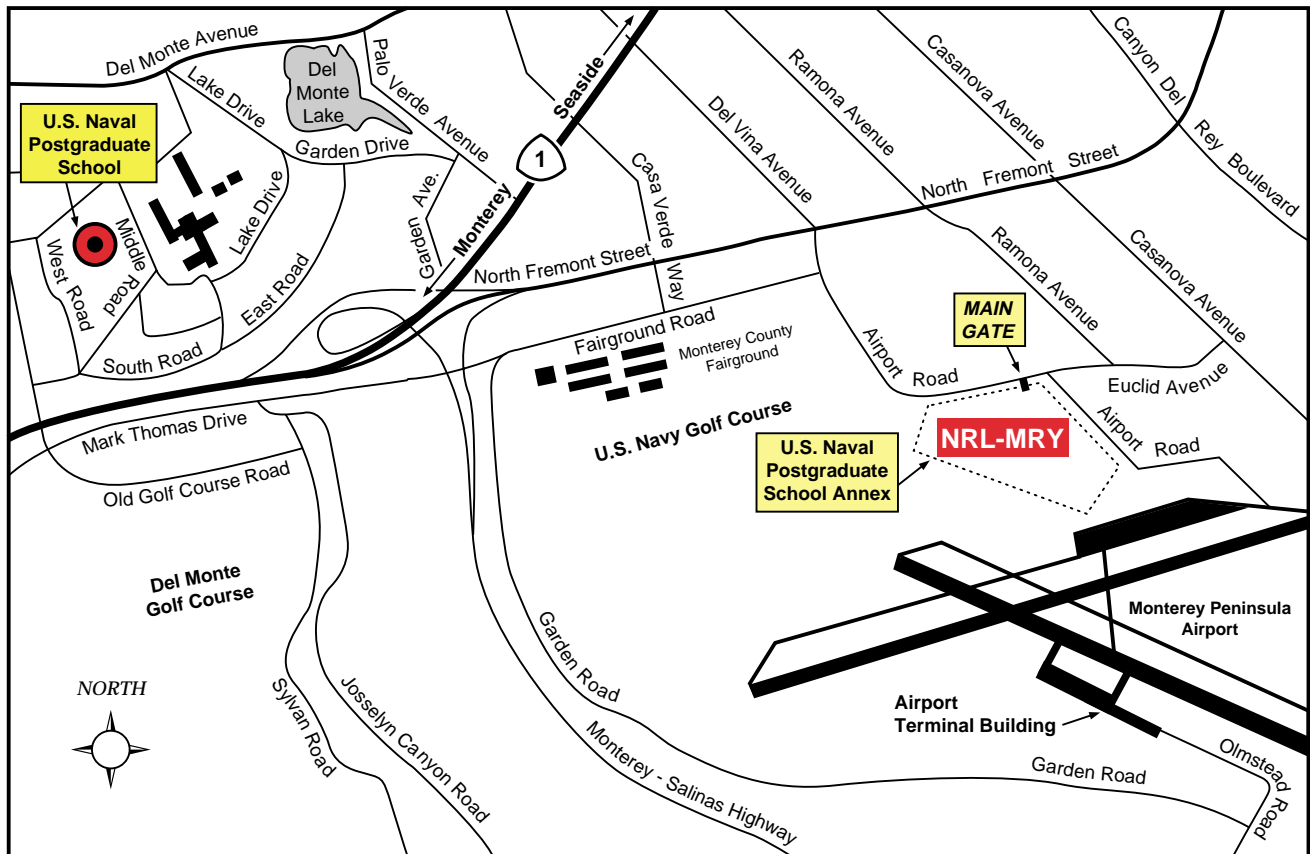 Del Monte Avenue
Del
Monte
Lake
Palo Verde Avenue
Seaside
Casanova Avenue
Canyon Del
Rey Boulevard
Ramona Avenue
Del Vina Avenue
Lake Drive
U.S. Naval
Postgraduate
School
Garden Drive
1
North Fremont Street
Casa Verde
Way
Garden Ave.
Monterey
Lake Drive
Middle
Road
West Road
East Road
North Fremont Street
Ramona Avenue
Casanova Avenue
MAIN
GATE
South Road
Fairground Road
Monterey County
Fairground
Airport
Road
Euclid Avenue
Mark Thomas Drive
U.S. Navy Golf Course
NRL-MRY
Airport
Road
Old Golf Course Road
U.S. Naval
Postgraduate
School Annex
Del Monte
Golf Course
Monterey Peninsula
Airport
Garden Road
NORTH
Sylvan Road
Josselyn Canyon Road
Monterey - Salinas Highway
Airport
Terminal Building
Garden Road
Olmstead
Road